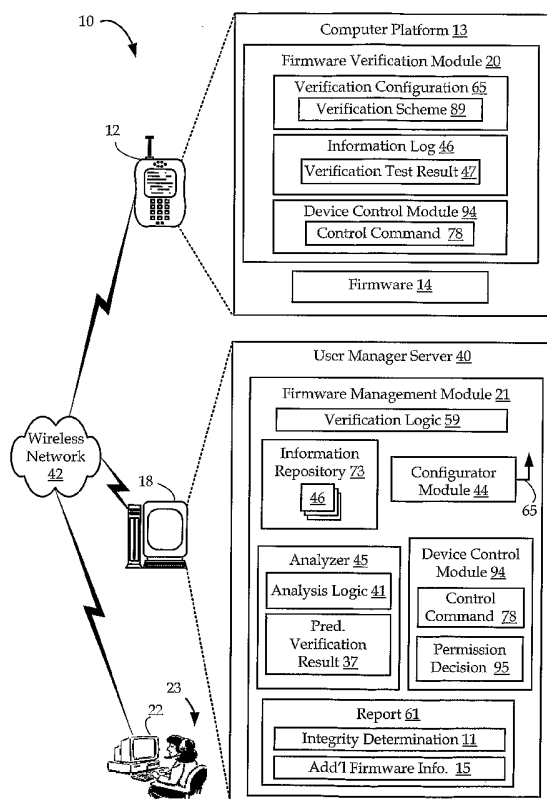 10
Computer Platform 13
Firmware Verification Module 20
Verification Configuration 65
Verification Scheme 89
12
Information Log 46
Verification Test Result 47
Device Control Module 94
Control Command 78
Firmware 14
User Manager Server 40
Firmware Management Module 21
Verification Logic 59
Wireless
Network
42
18
Information
Repository 73
46
Configurator
Module 44
65
Analyzer 45
Analysis Logic 41
Pred.
Verification
Result 37
Device Control
Module 94
Control
Command 78
Permission
Decision 95
23
22
Report 61
Integrity Determination 11
Add'l Firmware Info. 15